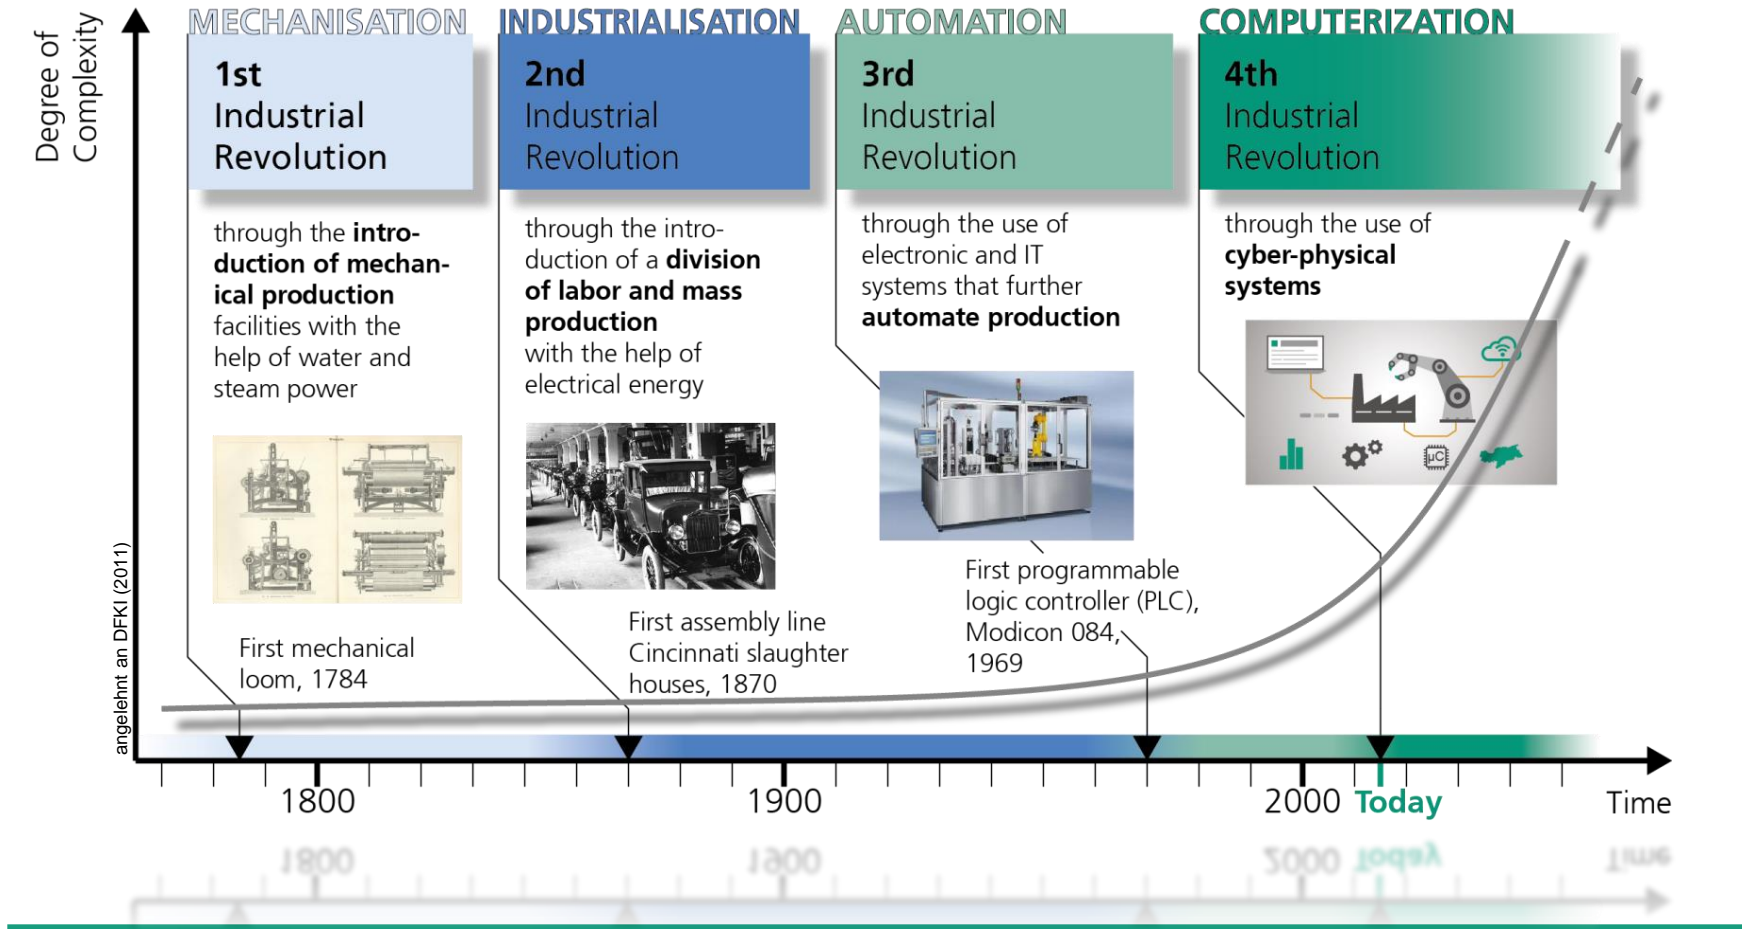 Degree of
Complexity
MECHANISATION
1st
Industrial
Revolution
through the intro-
duction of mechan-
ical production
facilities with the
help of water and
steam power
First mechanical
loom, 1784
INDUSTRIALISATION
2nd
Industrial
Revolution
through the intro-
duction of a division
of labor and mass
production
with the help of
electrical energy
First assembly line
Cincinnati slaughter
houses, 1870
AUTOMATION
3rd
Industrial
Revolution
through the use of
electronic and IT
systems that further
automate production
First programmable
logic controller (PLC),
Modicon 084,
1969
COMPUTERIZATION
4th
Industrial
Revolution
through the use of
cyber-physical
systems
µC
angelehnt an DFKI (2011)
1800
1900
2000
Today
Time